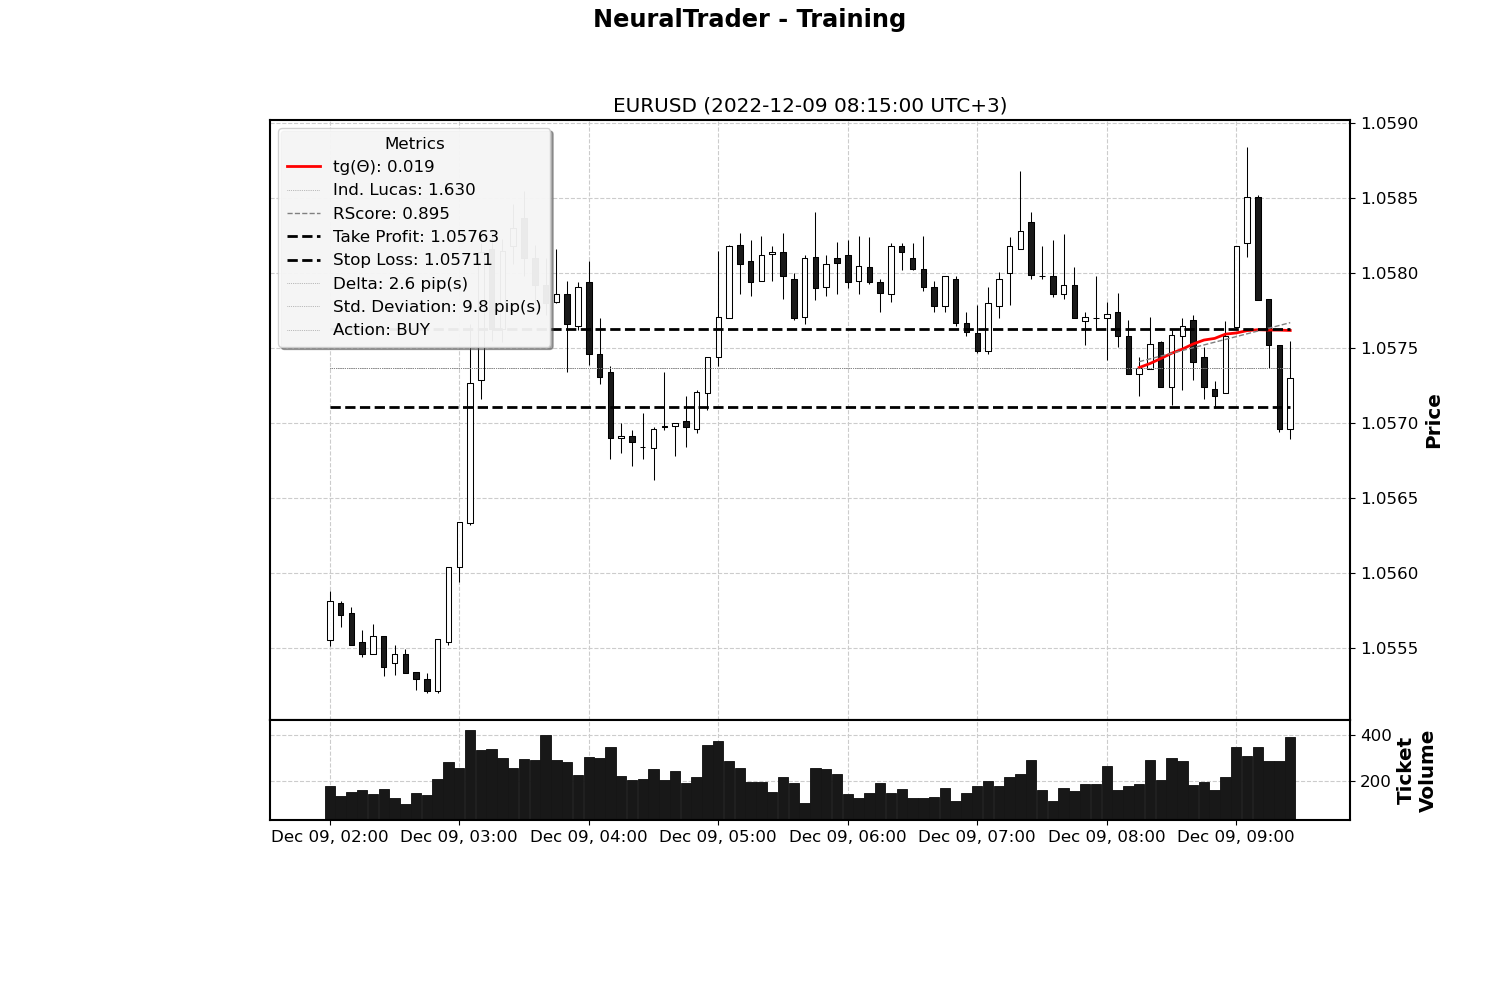 NeuralTrader - Training
EURUSD (2022-12-09 08:15:00 UTC+3)
Metrics
tg(Θ): 0.019
Ind. Lucas: 1.630
RScore: 0.895
Take Profit: 1.05763
Stop Loss: 1.05711
Delta: 2.6 pip(s)
Std. Deviation: 9.8 pip(s)
Action: BUY
1.0590
1.0585
1.0580
1.0575
1.0570
1.0565
1.0560
1.0555
Price
400
200
Ticket
Volume
Dec 09, 02:00 Dec 09, 03:00 Dec 09, 04:00 Dec 09, 05:00 Dec 09, 06:00 Dec 09, 07:00 Dec 09, 08:00 Dec 09, 09:00